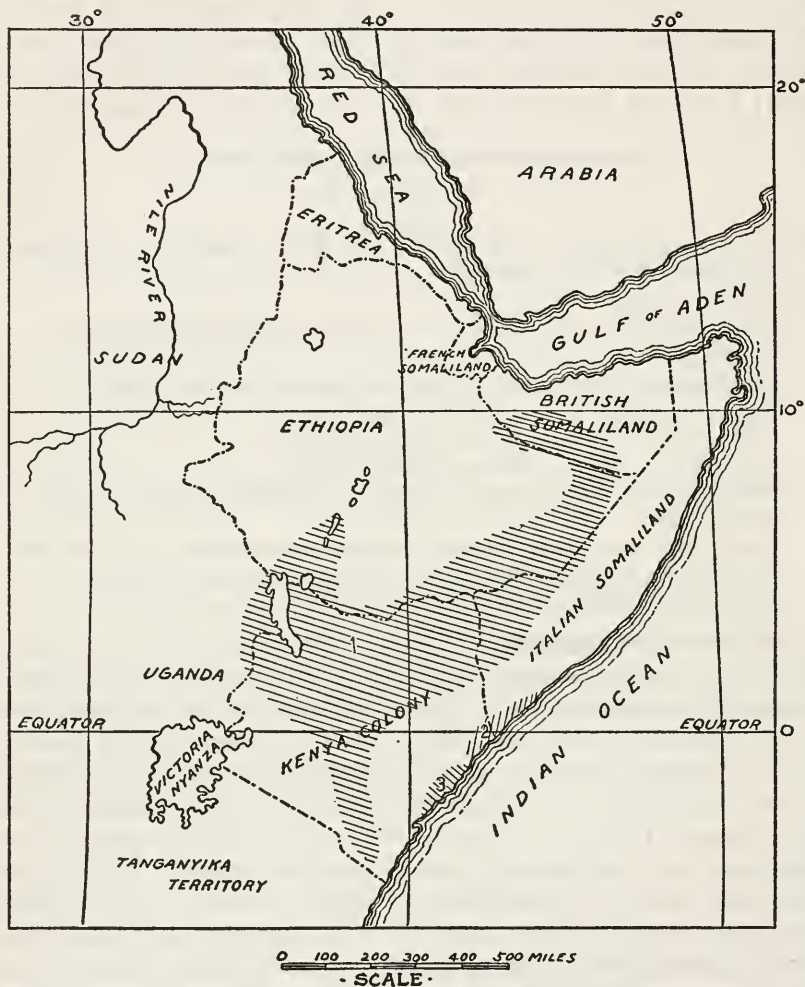 30°
40°
50°
20°
RED
SEA
ARABIA
NILE RIVER
ERITREA
GULF OF ADEN
SUDAN
FRENCH
SOMALILAND
BRITISH
SOMALILAND
10°
ETHIOPIA
ITALIAN SOMALILAND
1
UGANDA
INDIAN OCEAN
EQUATOR
KENYA COLONY
2
EQUATOR
0
VICTORIA
NYANZA
3
TANGANYIKA
TERRITORY
0 100 200 300 400 500 MILES
- SCALE -